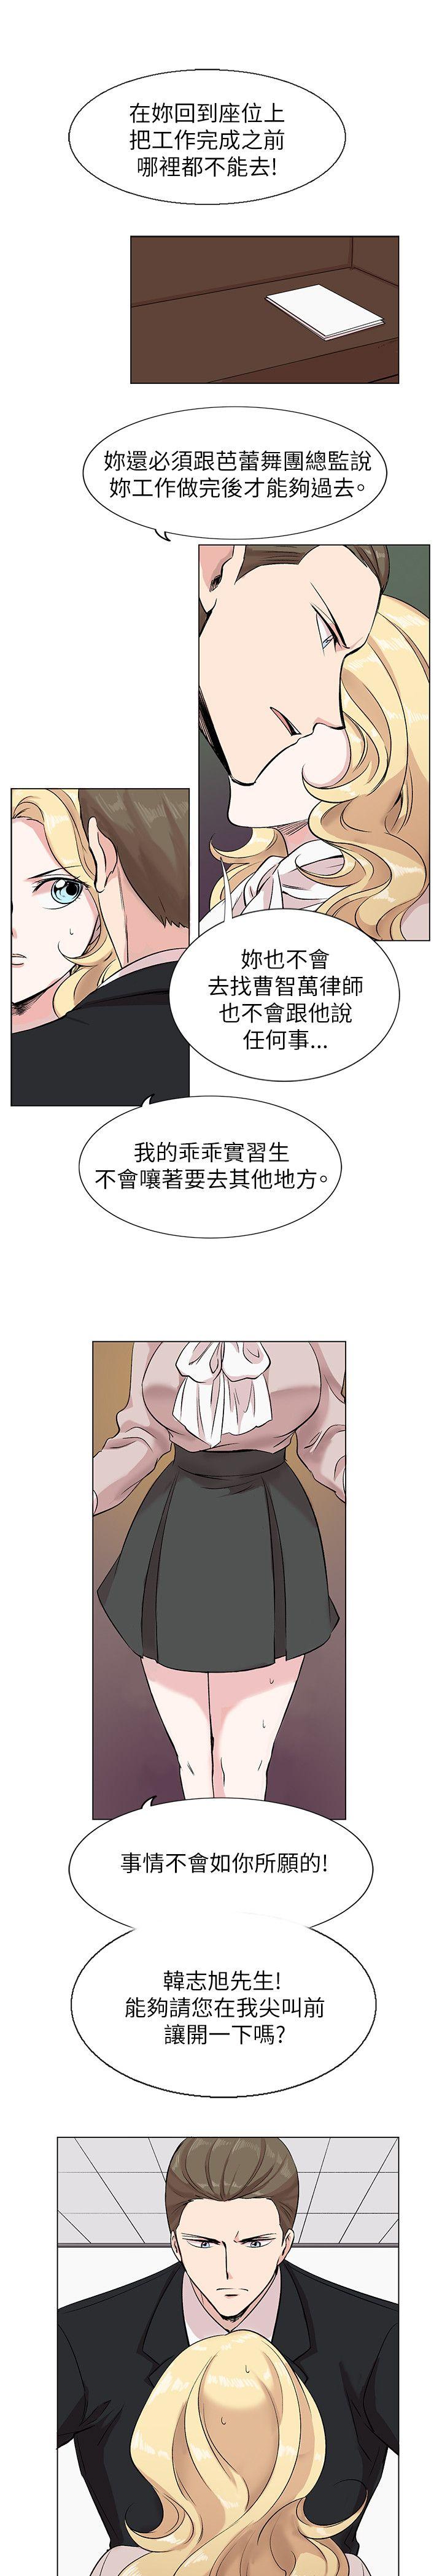 在妳回到座位上
把工作完成之前
哪裡都不能去!
妳還必須跟芭蕾舞團總監說
妳工作做完後才能夠過去。
妳也不會
去找曹智萬律師
也不會跟他說
任何事...
我的乖乖實習生
不會嚷著要去其他地方。
事情不會如你所願的!
韓志旭先生!
能夠請您在我尖叫前
讓開一下嗎?